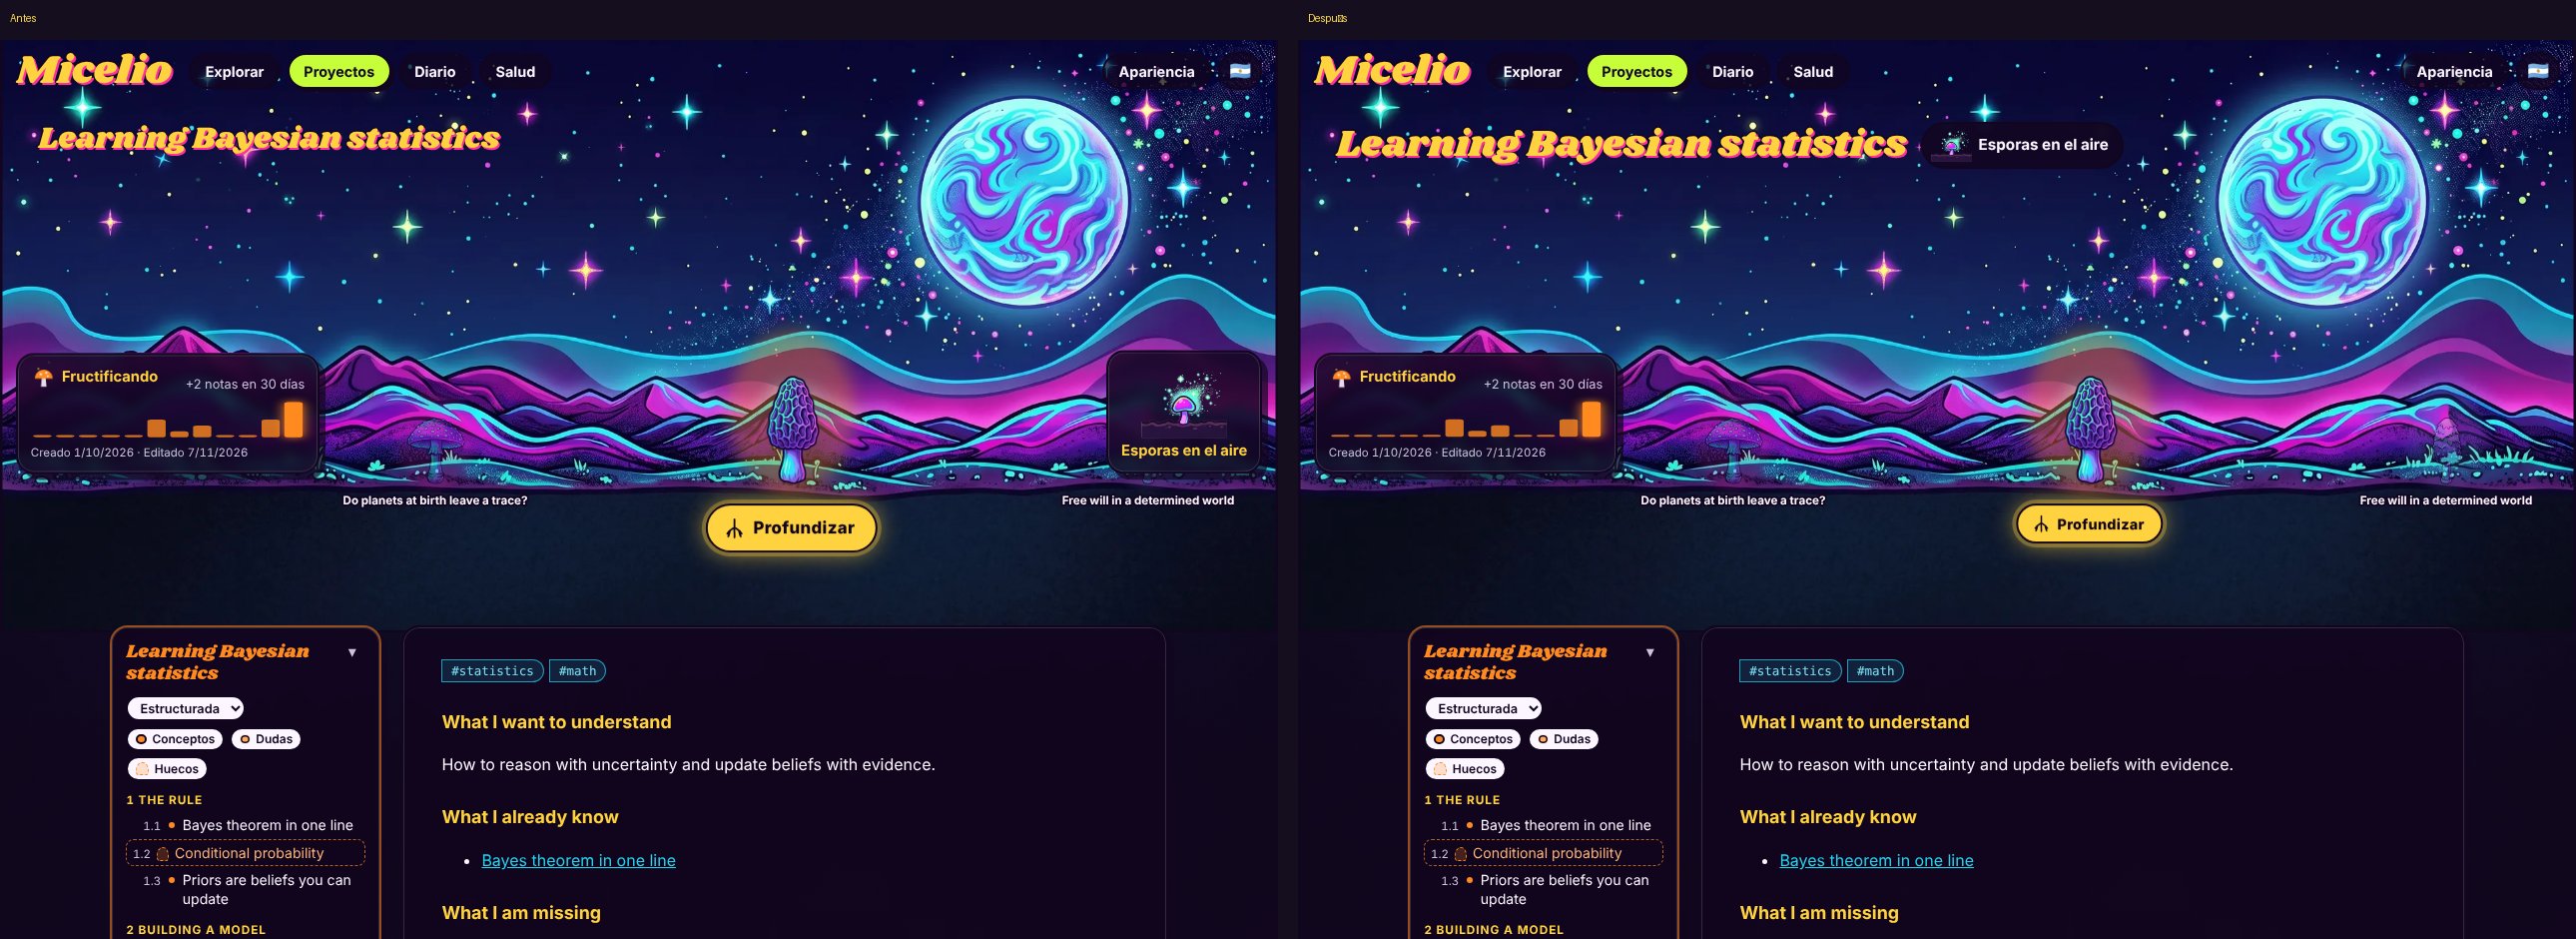 Antes
Micelio
Explorar
Proyectos
Diario
Salud
Apariencia
Learning Bayesian statistics
Fructificando
+2 notas en 30 días
Creado 1/10/2026 · Editado 7/11/2026
Esporas en el aire
Do planets at birth leave a trace?
Free will in a determined world
Profundizar
Learning Bayesian
statistics
Estructurada
Conceptos
Dudas
Huecos
1 THE RULE
1.1 Bayes theorem in one line
1.2 Conditional probability
1.3 Priors are beliefs you can
update
2 BUILDING A MODEL
#statistics #math
What I want to understand
How to reason with uncertainty and update beliefs with evidence.
What I already know
Bayes theorem in one line
What I am missing
Micelio
Explorar
Proyectos
Diario
Salud
Apariencia
Learning Bayesian statistics
Esporas en el aire
Fructificando
+2 notas en 30 días
Creado 1/10/2026 · Editado 7/11/2026
Do planets at birth leave a trace?
Free will in a determined world
Profundizar
Learning Bayesian
statistics
Estructurada
Conceptos
Dudas
Huecos
1 THE RULE
1.1 Bayes theorem in one line
1.2 Conditional probability
1.3 Priors are beliefs you can
update
2 BUILDING A MODEL
#statistics #math
What I want to understand
How to reason with uncertainty and update beliefs with evidence.
What I already know
Bayes theorem in one line
What I am missing